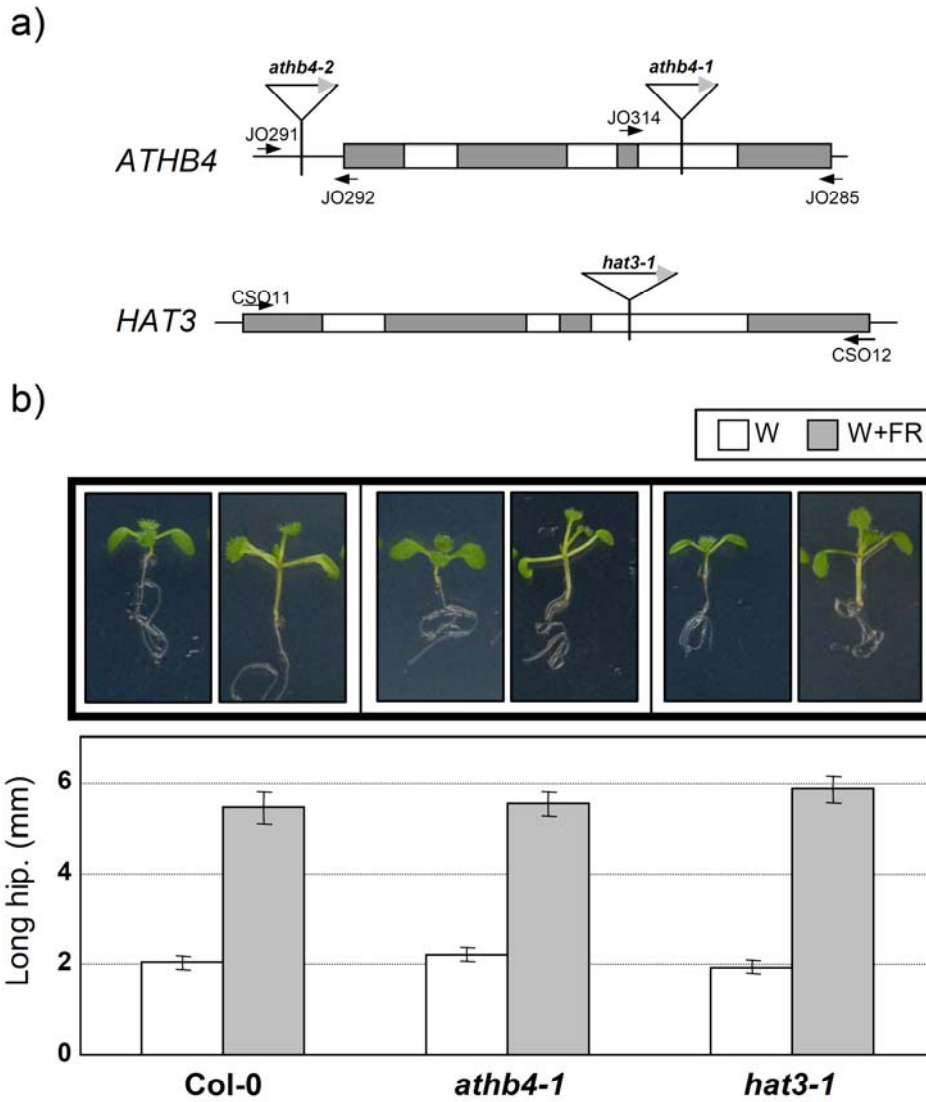 a)
athb4-2 athb4-1
JO291 JO314
ATHB4
JO292 JO285
hat3-1
CSO11
HAT3
CSO12
b)
W W+FR
Long hip. (mm)
6
4
2
0
Col-0 athb4-1 hat3-1